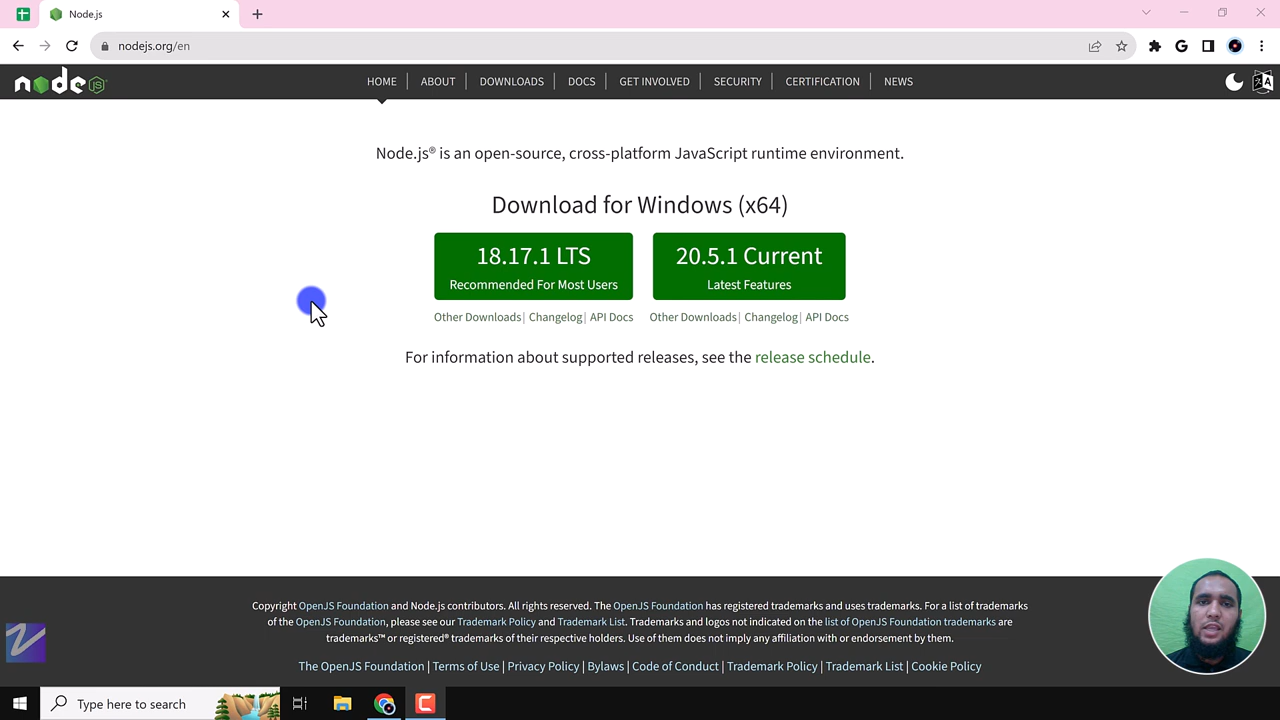 Node.js
nodejs.org/en
node JS
HOME ABOUT DOWNLOADS DOCS GET INVOLVED SECURITY CERTIFICATION NEWS
Node.js® is an open-source, cross-platform JavaScript runtime environment.
Download for Windows (x64)
18.17.1 LTS
Recommended For Most Users
20.5.1 Current
Latest Features
Other Downloads | Changelog | API Docs
Other Downloads | Changelog | API Docs
For information about supported releases, see the release schedule.
Copyright OpenJS Foundation and Node.js contributors. All rights reserved. The OpenJS Foundation has registered trademarks and uses trademarks. For a list of trademarks
of the OpenJS Foundation, please see our Trademark Policy and Trademark List. Trademarks and logos not indicated on the list of OpenJS Foundation trademarks are
trademarks™ or registered® trademarks of their respective holders. Use of them does not imply any affiliation with or endorsement by them.
The OpenJS Foundation | Terms of Use | Privacy Policy | Bylaws | Code of Conduct | Trademark Policy | Trademark List | Cookie Policy
Type here to search